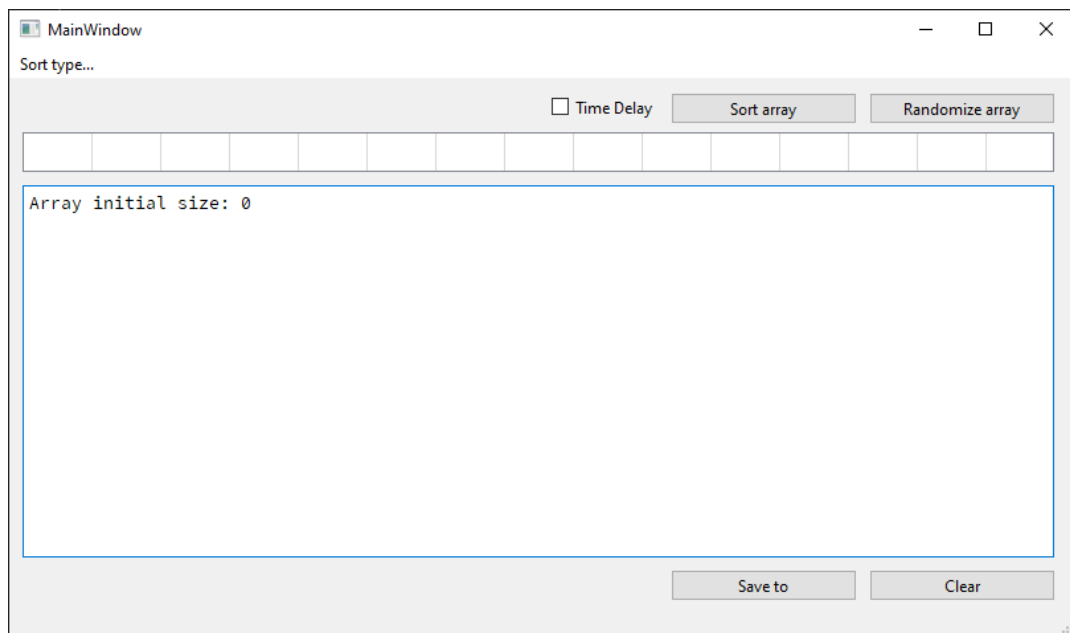 MainWindow
Sort type...
Time Delay Sort array Randomize array
Array initial size: 0
Save to Clear